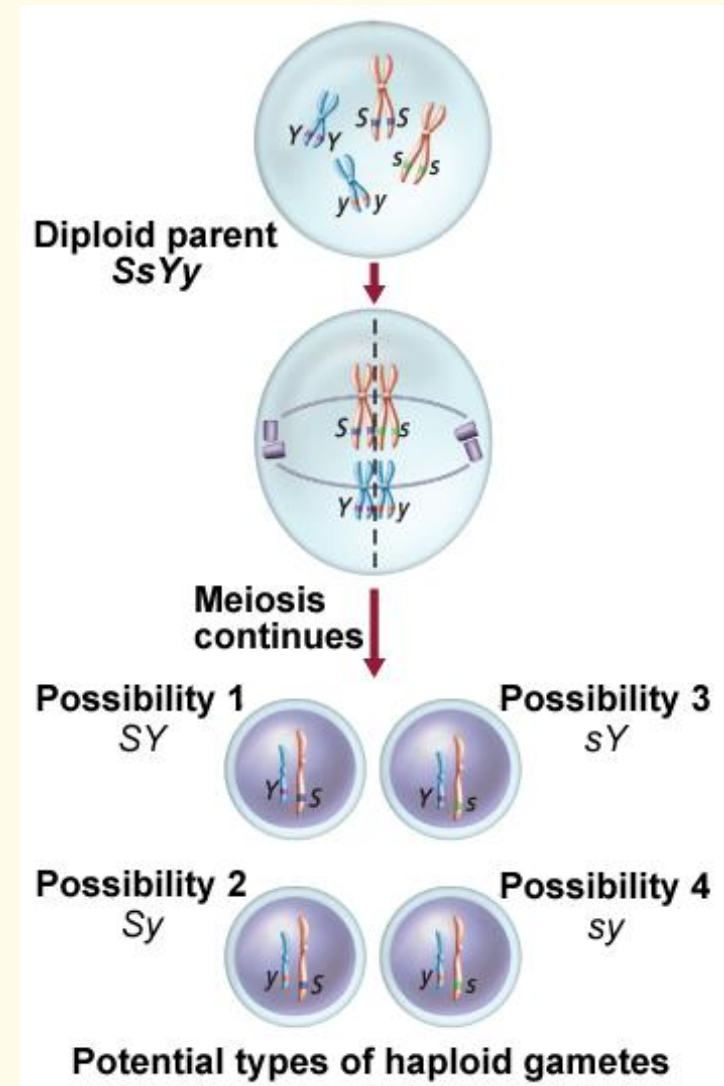 Y Y S S s s
y y
Diploid parent
SsYy
S s
Y y
Meiosis
continues
Possibility 1
SY
Possibility 3
sY
Y S
Y s
Possibility 2
Sy
Possibility 4
sy
y S
y s
Potential types of haploid gametes